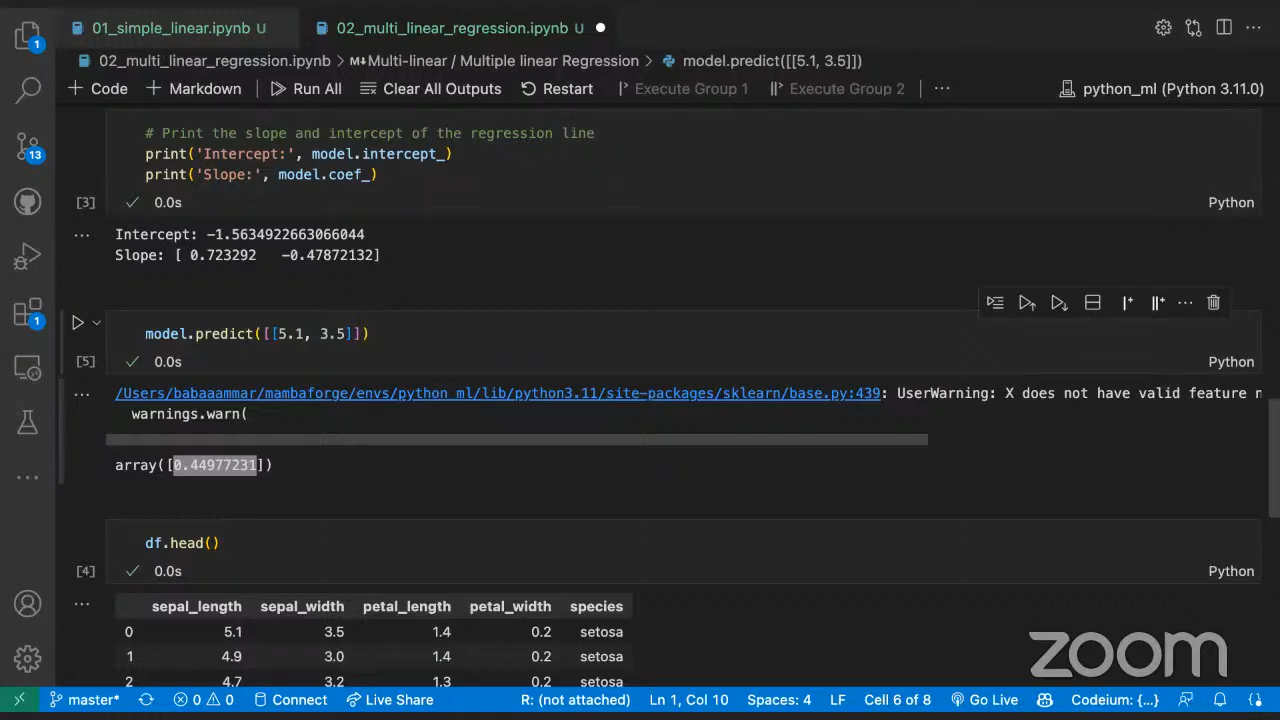 01_simple_linear.ipynb U 02_multi_linear_regression.ipynb U
02_multi_linear_regression.ipynb > M↓Multi-linear / Multiple linear Regression > model.predict([[5.1, 3.5]])
+ Code + Markdown Run All Clear All Outputs Restart Execute Group 1 Execute Group 2 ... python_ml (Python 3.11.0)
# Print the slope and intercept of the regression line
print('Intercept:', model.intercept_)
print('Slope:', model.coef_)
[3] ✓ 0.0s Python
... Intercept: -1.5634922663066044
Slope: [ 0.723292 -0.47872132]
model.predict([[5.1, 3.5]])
[5] ✓ 0.0s Python
... /Users/babaaammar/mambaforge/envs/python_ml/lib/python3.11/site-packages/sklearn/base.py:439: UserWarning: X does not have valid feature n
warnings.warn(
array([0.44977231])
df.head()
[4] ✓ 0.0s Python
... sepal_length sepal_width petal_length petal_width species
0 5.1 3.5 1.4 0.2 setosa
1 4.9 3.0 1.4 0.2 setosa
2 4.7 3.2 1.3 0.2 setosa
zoom
1
13
1
master* 0 0 Connect Live Share R: (not attached) Ln 1, Col 10 Spaces: 4 LF Cell 6 of 8 Go Live Codeium: {...}